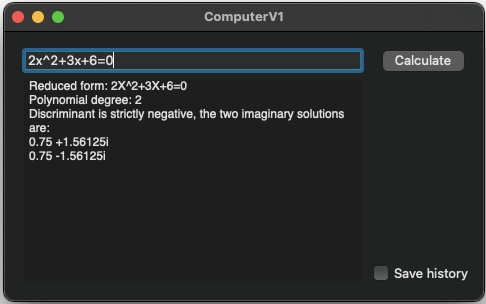 ComputerV1
2x^2+3x+6=0
Calculate
Reduced form: 2X^2+3X+6=0
Polynomial degree: 2
Discriminant is strictly negative, the two imaginary solutions
are:
0.75 +1.56125i
0.75 -1.56125i
Save history